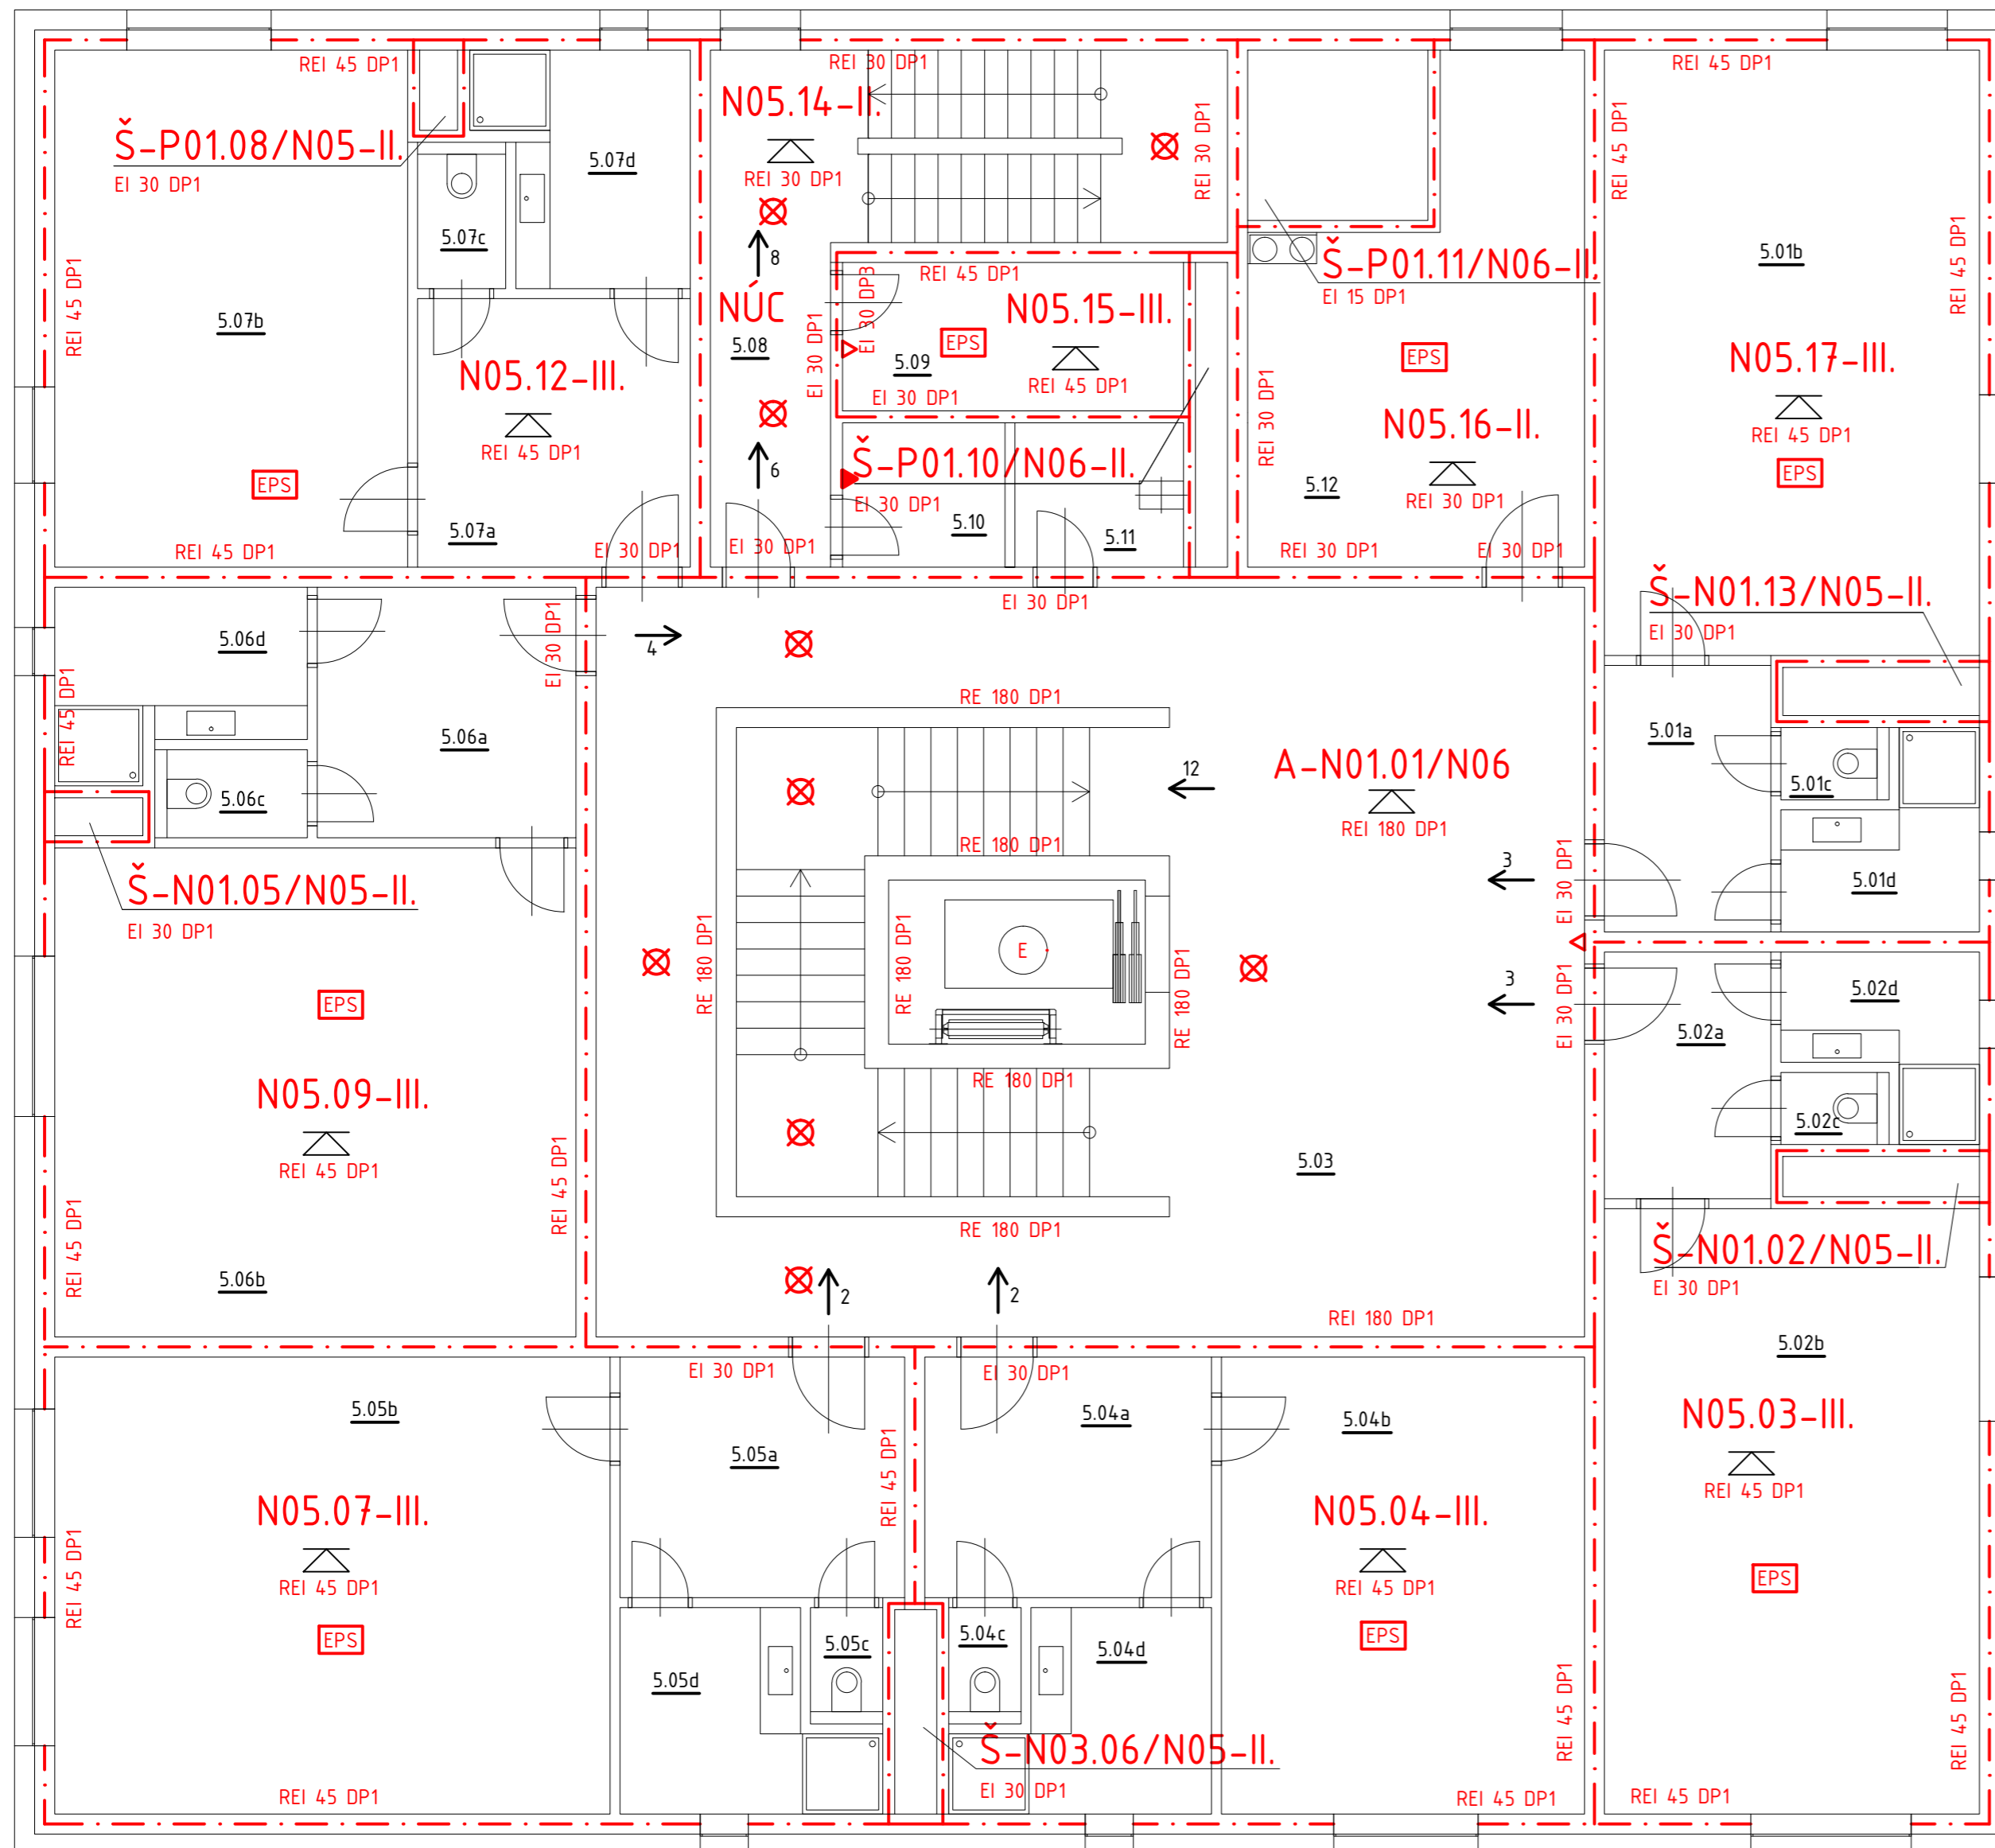 REI 45 DP1
REI 30 DP1
REI 45 DP1
N05.14-II.
Š-P01.08/N05-II.
EI 30 DP1
5.07d
REI 30 DP1
REI 30 DP1
REI 45 DP1
5.07c
8
5.01b
REI 45 DP1
REI 45 DP1
5.07b
NÚC
5.08
EI 30 DP1
EI 30 DP3
REI 45 DP1
N05.15-III.
EPS
5.09
REI 45 DP1
EI 30 DP1
Š-P01.11/N06-II.
EI 15 DP1
EPS
N05.17-III.
REI 45 DP1
EPS
N05.12-III.
REI 45 DP1
EPS
6
Š-P01.10/N06-II.
EI 30 DP1
5.10
5.11
REI 30 DP1
N05.16-II.
REI 30 DP1
5.12
5.07a
REI 45 DP1
EI 30 DP1
EI 30 DP1
REI 30 DP1
EI 30 DP1
EI 30 DP1
Š-N01.13/N05-II.
EI 30 DP1
5.06d
EI 30 DP1
4
REI 45 DP1
RE 180 DP1
5.06a
5.01a
A-N01.01/N06
REI 180 DP1
12
5.06c
5.01c
RE 180 DP1
Š-N01.05/N05-II.
EI 30 DP1
3
EI 30 DP1
5.01d
RE 180 DP1
RE 180 DP1
E
RE 180 DP1
EPS
3
EI 30 DP1
5.02d
5.02a
N05.09-III.
REI 45 DP1
RE 180 DP1
5.02c
REI 45 DP1
REI 45 DP1
5.03
RE 180 DP1
Š-N01.02/N05-II.
EI 30 DP1
5.06b
2
2
REI 180 DP1
5.02b
EI 30 DP1
EI 30 DP1
5.05b
5.04a
5.04b
N05.03-III.
REI 45 DP1
5.05a
REI 45 DP1
N05.07-III.
REI 45 DP1
REI 45 DP1
EPS
N05.04-III.
REI 45 DP1
EPS
EPS
5.05c
5.04c
5.04d
5.05d
REI 45 DP1
REI 45 DP1
Š-N03.06/N05-II.
EI 30 DP1
REI 45 DP1
REI 45 DP1
REI 45 DP1